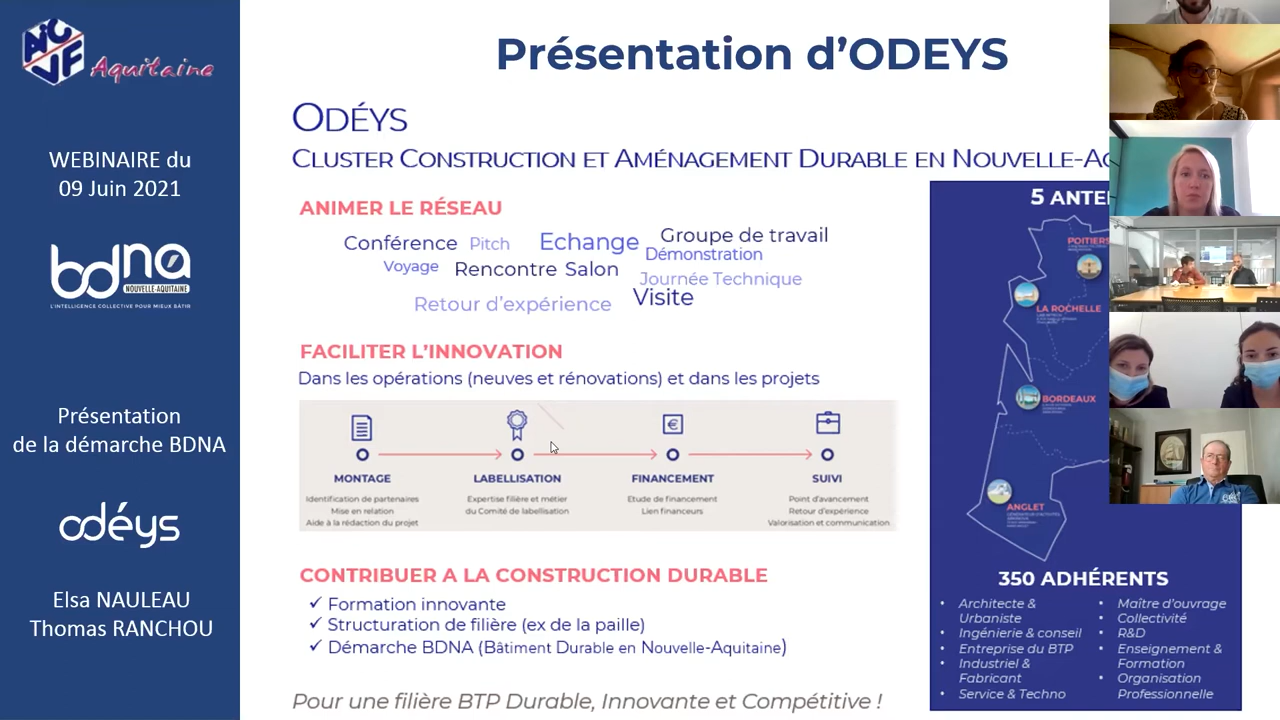 AICVF
Aquitaine
WEBINAIRE du
09 Juin 2021
bdna
NOUVELLE-AQUITAINE
L'INTELLIGENCE COLLECTIVE POUR MIEUX BÂTIR
Présentation
de la démarche BDNA
odéys
Elsa NAULEAU
Thomas RANCHOU
Présentation d'ODEYS
ODÉYS
CLUSTER CONSTRUCTION ET AMÉNAGEMENT DURABLE EN NOUVELLE-
ANIMER LE RÉSEAU
Conférence Pitch Echange Groupe de travail
Démonstration
Voyage Rencontre Salon
Journée Technique
Retour d'expérience Visite
FACILITER L'INNOVATION
Dans les opérations (neuves et rénovations) et dans les projets
MONTAGE
Identification de partenaires
Mise en relation
Aide à la rédaction du projet
LABELLISATION
Expertise filière et métier
du Comité de labellisation
FINANCEMENT
Etude de financement
Lien financeurs
SUIVI
Point d'avancement
Retour d'expérience
Valorisation et communication
CONTRIBUER A LA CONSTRUCTION DURABLE
✓ Formation innovante
✓ Structuration de filière (ex de la paille)
✓ Démarche BDNA (Bâtiment Durable en Nouvelle-Aquitaine)
Pour une filière BTP Durable, Innovante et Compétitive !
5 ANTE
POITIERS
LA ROCHELLE
BORDEAUX
ANGLET
350 ADHÉRENTS
• Architecte &
Urbaniste
• Ingénierie & conseil
• Entreprise du BTP
• Industriel &
Fabricant
• Service & Techno
• Maître d'ouvrage
• Collectivité
• R&D
• Enseignement &
Formation
• Organisation
Professionnelle